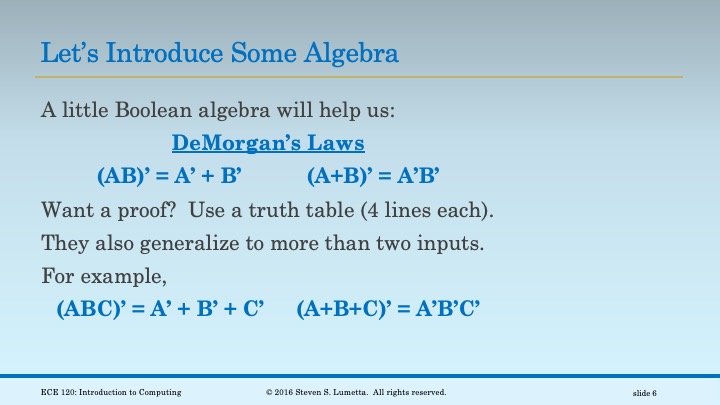 Let’s Introduce Some Algebra
A little Boolean algebra will help us:
DeMorgan’s Laws
(AB)’ = A’ + B’ (A+B)’ = A’B’
Want a proof?  Use a truth table (4 lines each).
They also generalize to more than two inputs.
For example,
(ABC)’ = A’ + B’ + C’ (A+B+C)’ = A’B’C’
ECE 120: Introduction to Computing © 2016 Steven S. Lumetta.  All rights reserved. slide 6